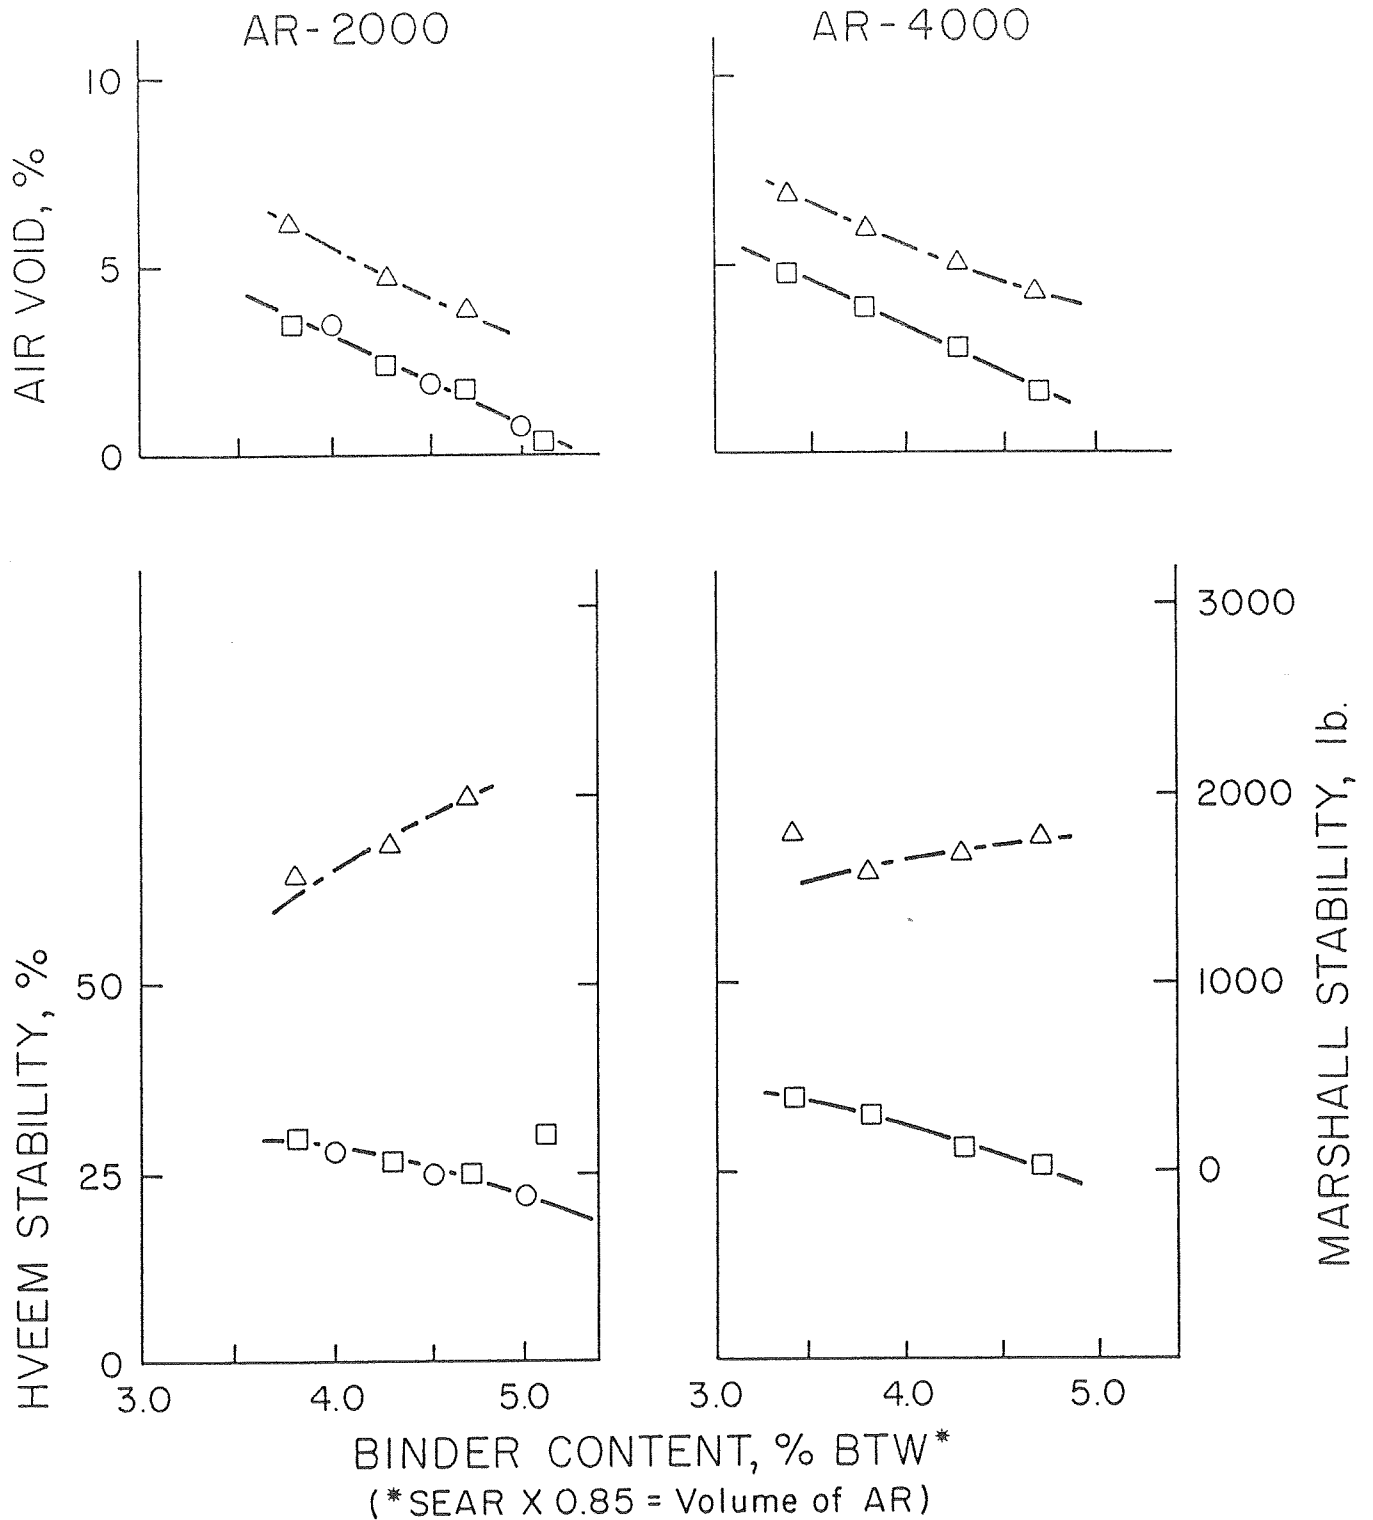 AR-2000
AR-4000
10
5
0
AIR VOID, %
3000
2000
1000
0
MARSHALL STABILITY, lb.
50
25
0
HVEEM STABILITY, %
3.0 4.0 5.0
3.0 4.0 5.0
BINDER CONTENT, % BTW*
(*SEAR X 0.85 = Volume of AR)